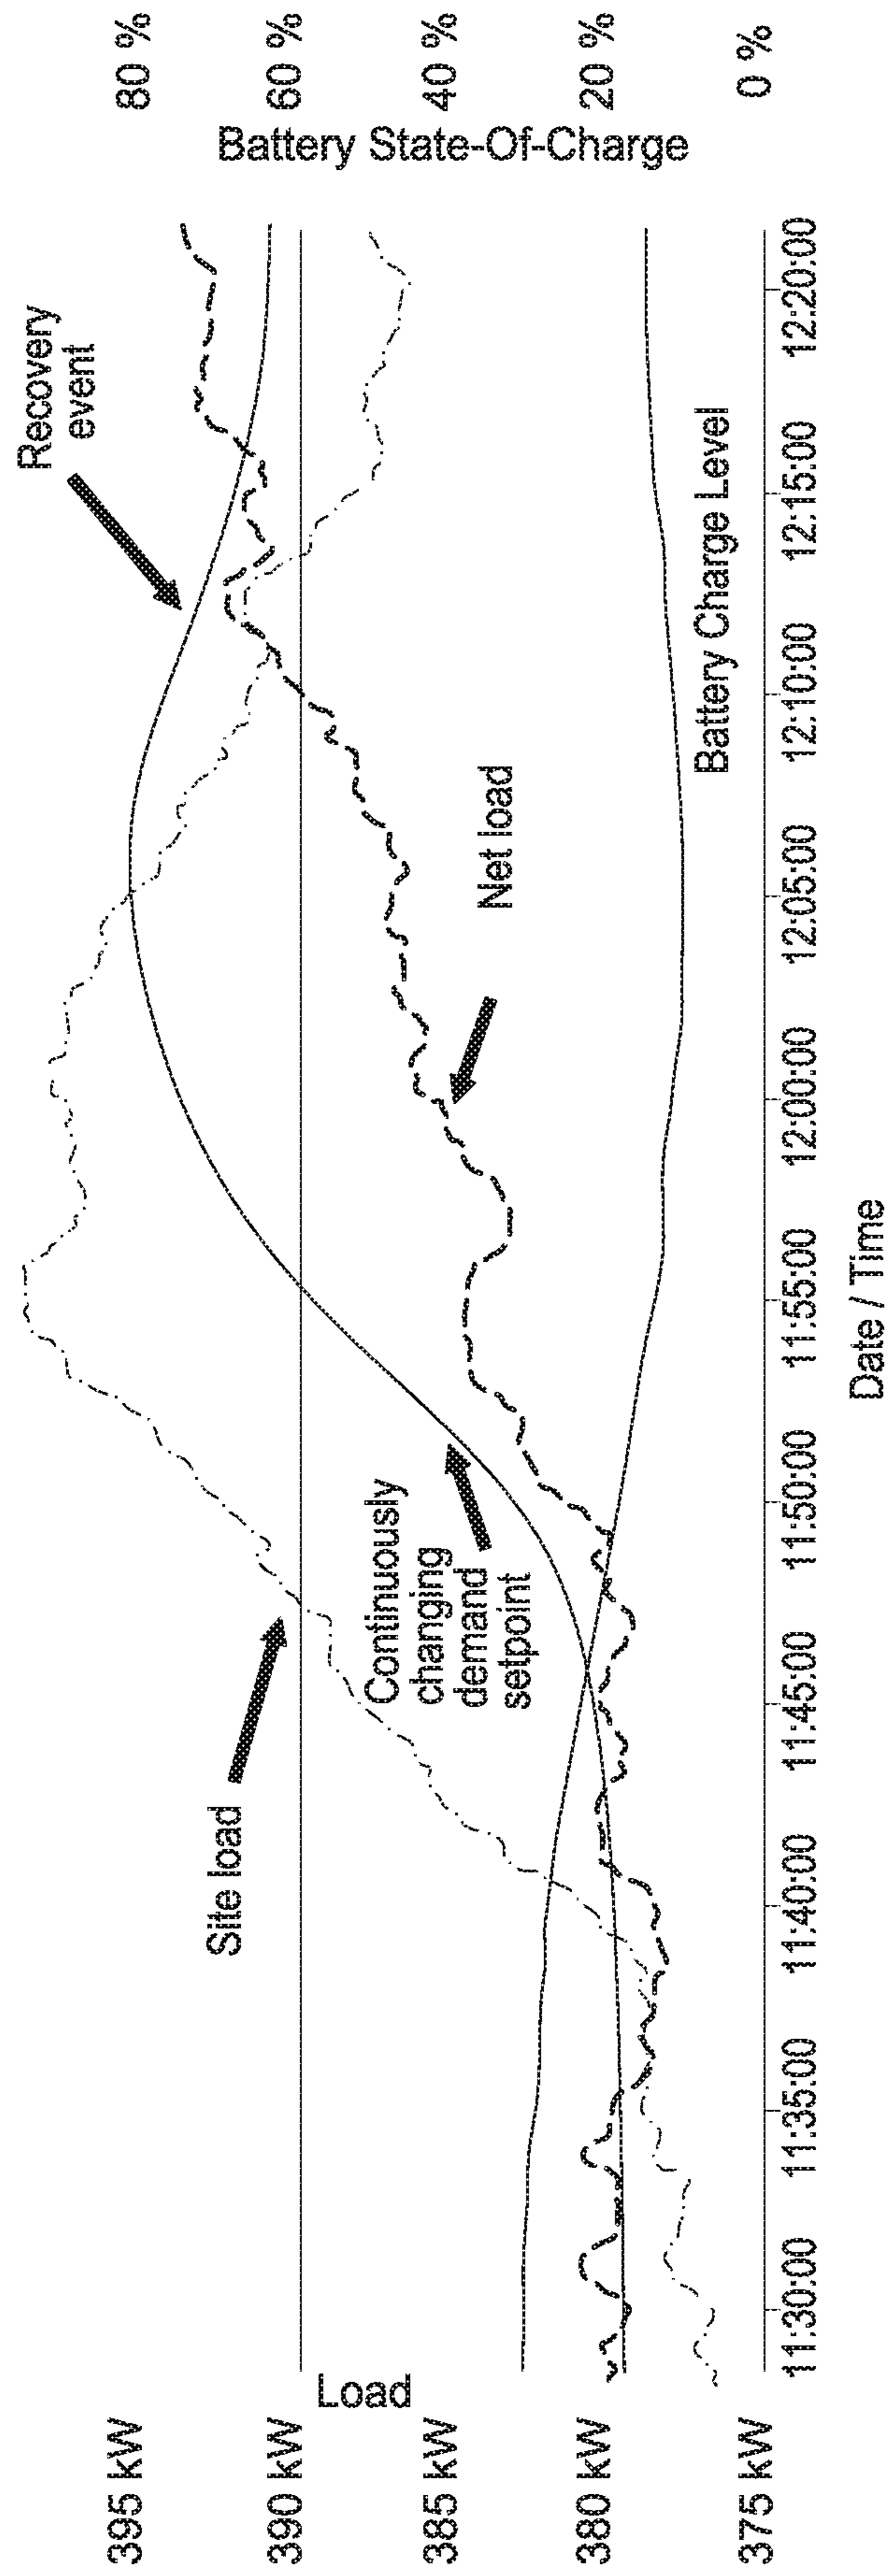 Recovery
event
Site load
Continuously
changing
demand
setpoint
Net load
Battery Charge Level
395 kW
390 kW
385 kW
380 kW
375 kW
Load
80 %
60 %
40 %
20 %
0 %
Battery State-Of-Charge
11:30:00
11:35:00
11:40:00
11:45:00
11:50:00
11:55:00
12:00:00
12:05:00
12:10:00
12:15:00
12:20:00
Date / Time